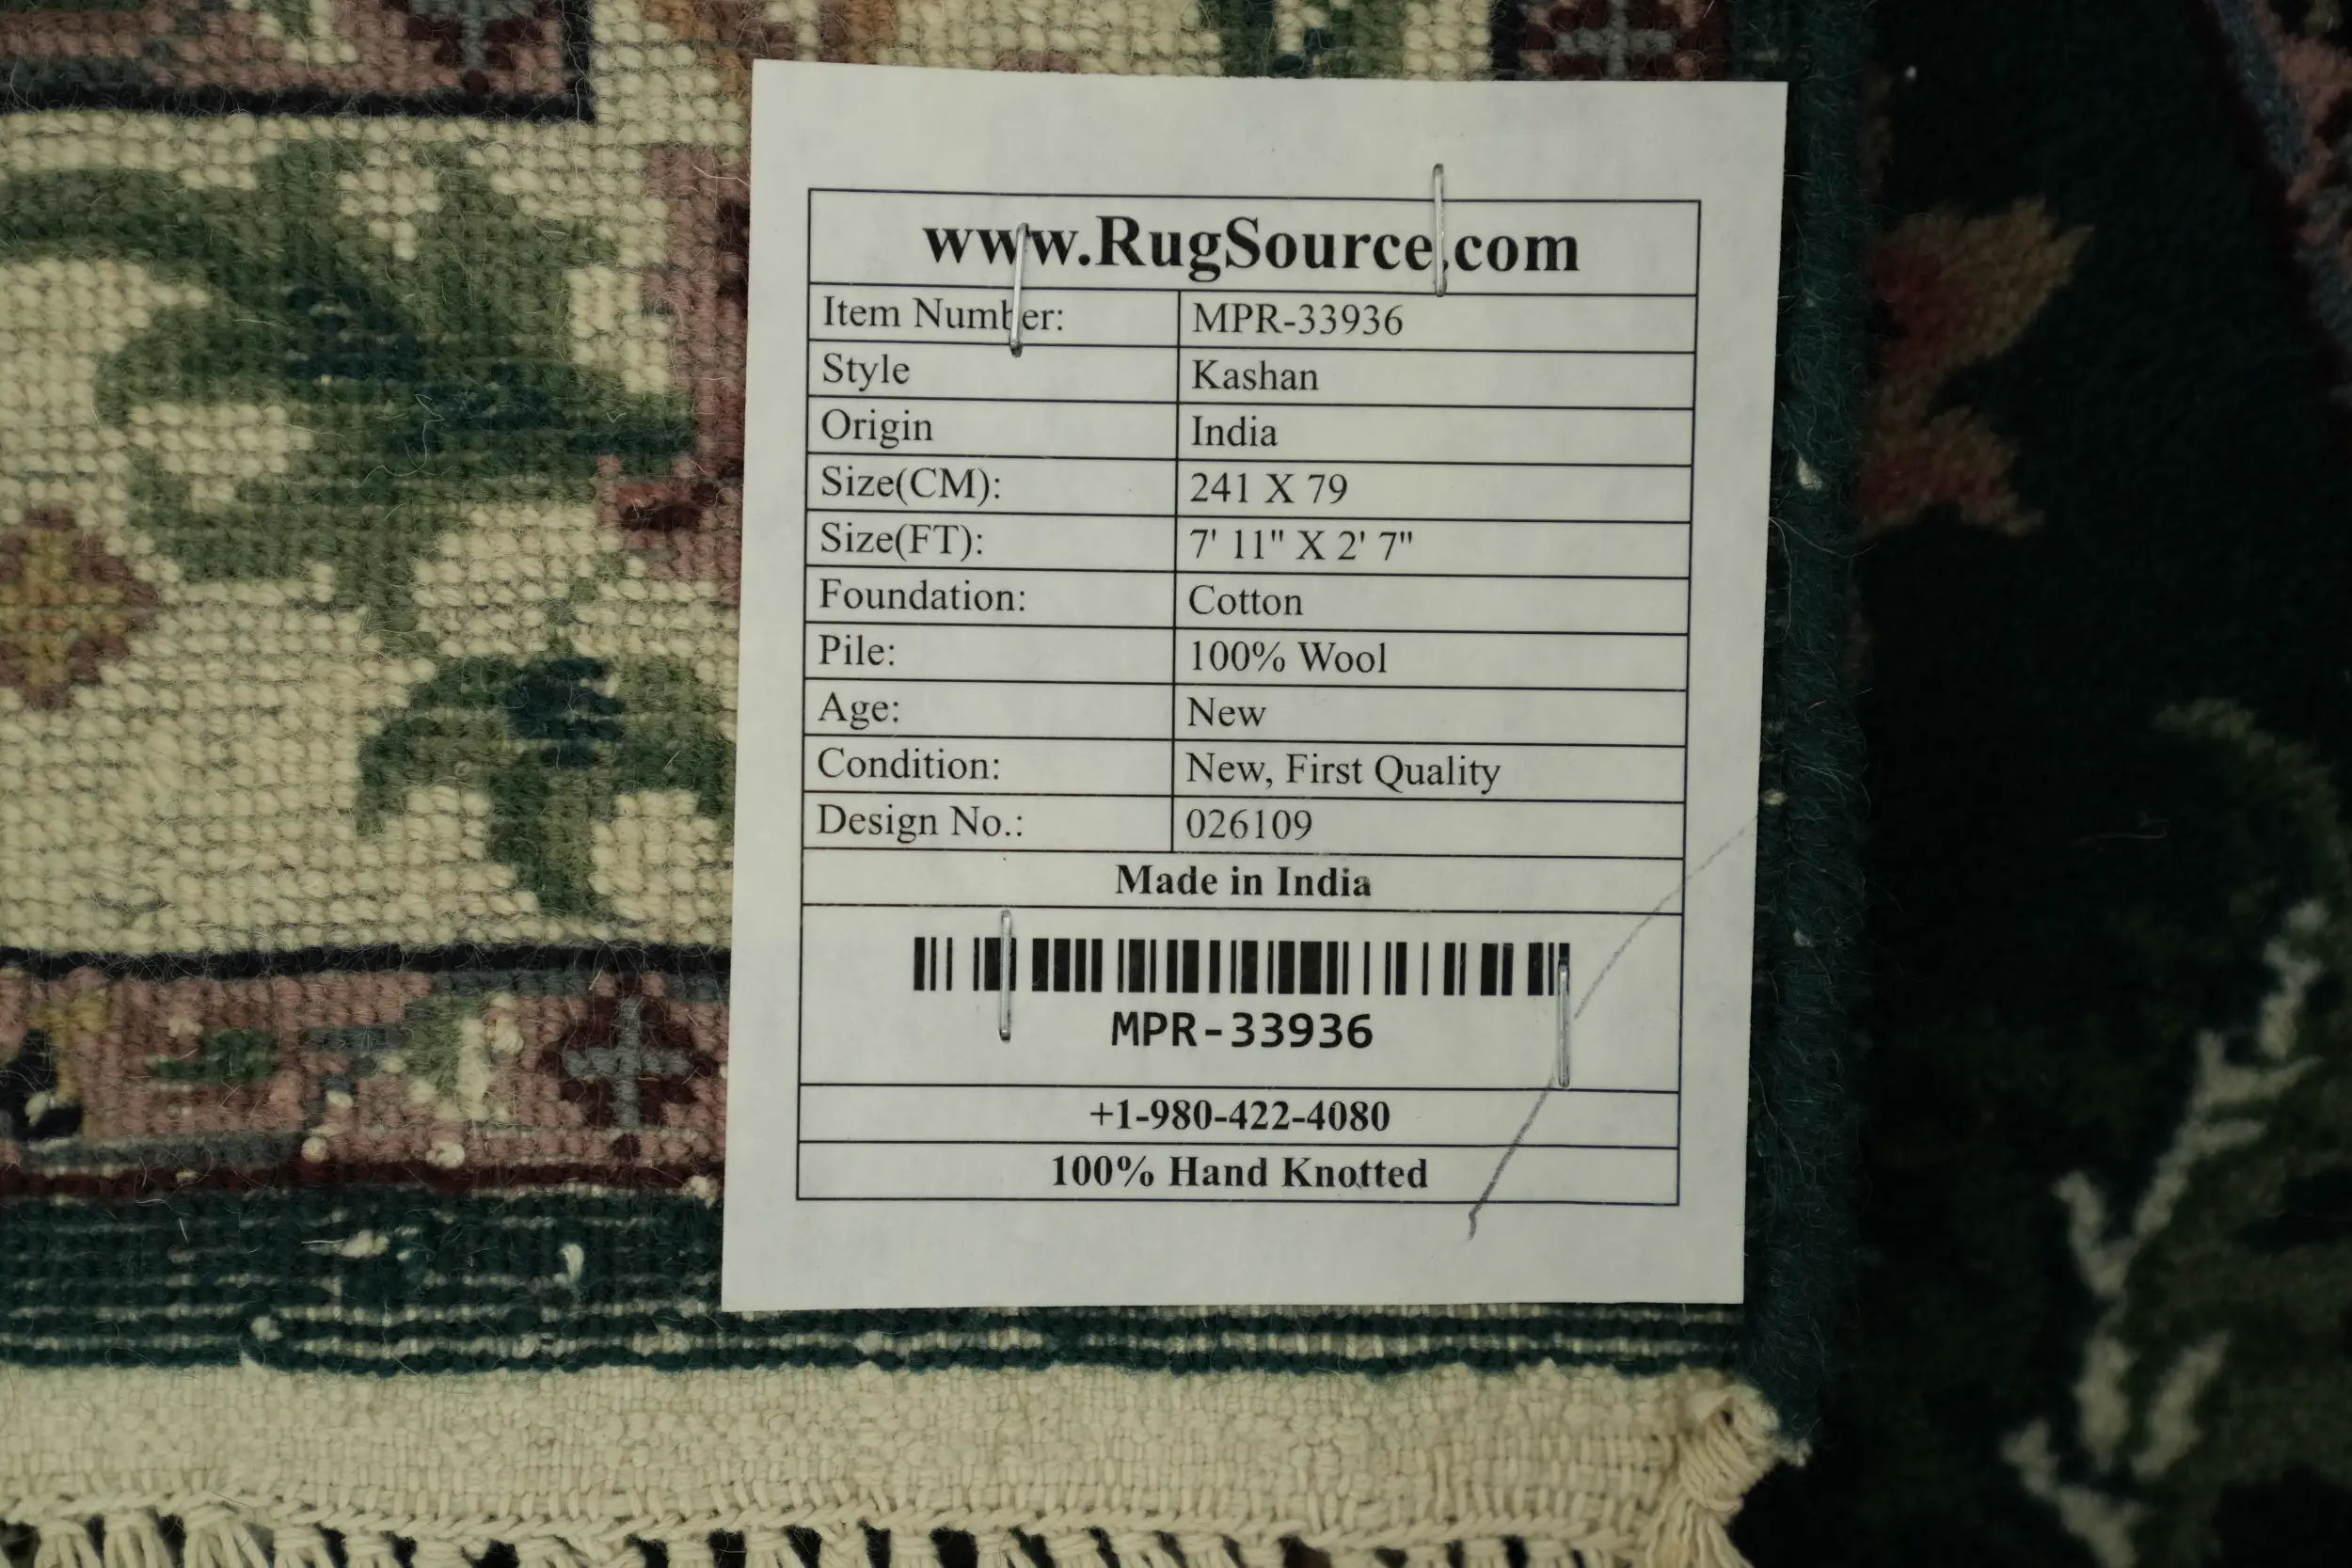 www.RugSource.com
Item Number: MPR-33936
Style Kashan
Origin India
Size(CM): 241 X 79
Size(FT): 7' 11" X 2' 7"
Foundation: Cotton
Pile: 100% Wool
Age: New
Condition: New, First Quality
Design No.: 026109
Made in India
MPR-33936
+1-980-422-4080
100% Hand Knotted